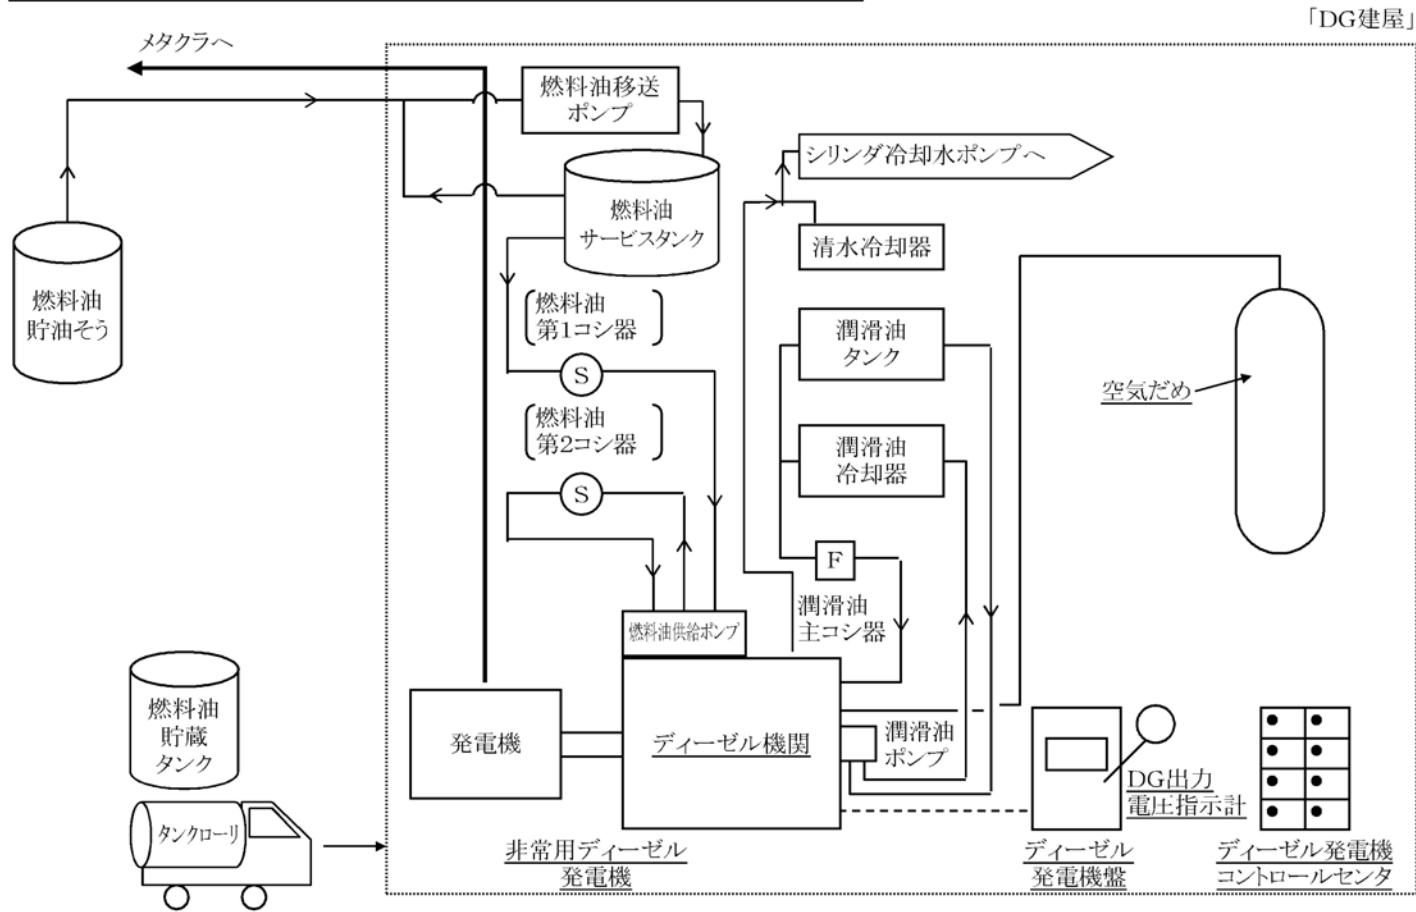 「DG建屋」
メタクラへ
燃料油移送
ポンプ
シリンダ冷却水ポンプへ
燃料油
サービスタンク
清水冷却器
燃料油
貯油そう
燃料油
第1コシ器
S
潤滑油
タンク
空気だめ
燃料油
第2コシ器
S
潤滑油
冷却器
F
潤滑油
主コシ器
燃料油供給ポンプ
燃料油
貯蔵
タンク
発電機
ディーゼル機関
潤滑油
ポンプ
DG出力
電圧指示計
タンクローリ
非常用ディーゼル
発電機
ディーゼル
発電機盤
ディーゼル発電機
コントロールセンタ